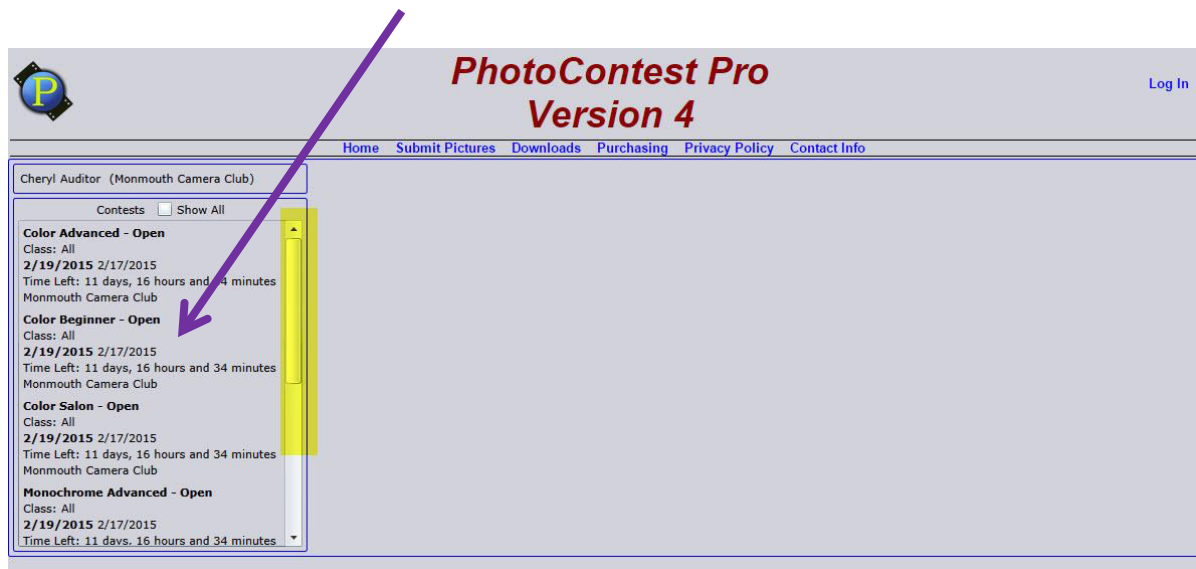 P
PhotoContest Pro
Version 4
Log In
Home Submit Pictures Downloads Purchasing Privacy Policy Contact Info
Cheryl Auditor (Monmouth Camera Club)
Contests Show All
Color Advanced - Open
Class: All
2/19/2015 2/17/2015
Time Left: 11 days, 16 hours and 34 minutes
Monmouth Camera Club
Color Beginner - Open
Class: All
2/19/2015 2/17/2015
Time Left: 11 days, 16 hours and 34 minutes
Monmouth Camera Club
Color Salon - Open
Class: All
2/19/2015 2/17/2015
Time Left: 11 days, 16 hours and 34 minutes
Monmouth Camera Club
Monochrome Advanced - Open
Class: All
2/19/2015 2/17/2015
Time Left: 11 days, 16 hours and 34 minutes